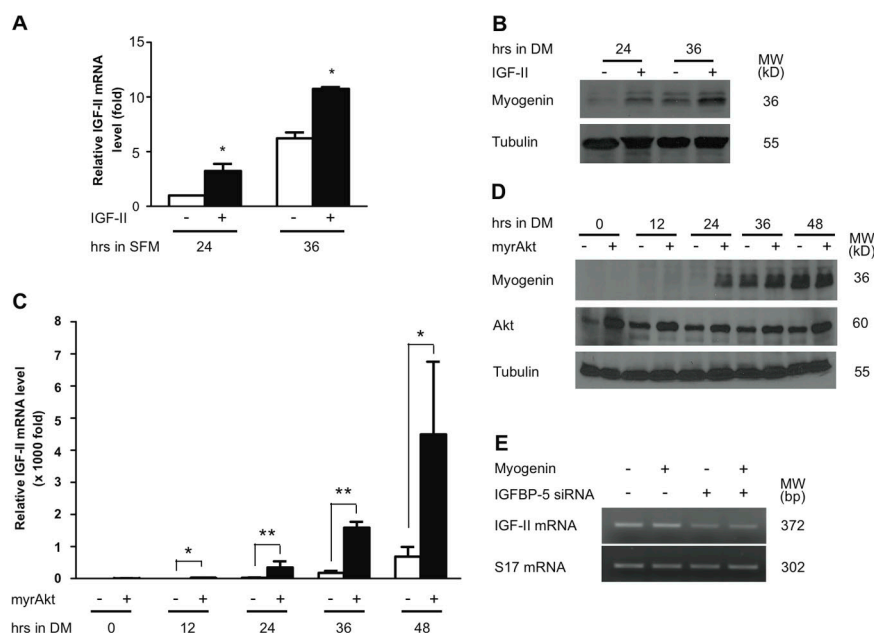 A
Relative IGF-II mRNA
level (fold)
15
10
5
0
*
*
IGF-II - + - +
hrs in SFM 24 36
B
hrs in DM 24 36 MW
IGF-II - + - + (kD)
Myogenin 36
Tubulin 55
C
Relative IGF-II mRNA level
(x 1000 fold)
8
7
6
5
4
3
2
1
0
*
**
**
*
myrAkt - + - + - + - + - +
hrs in DM 0 12 24 36 48
D
hrs in DM 0 12 24 36 48 MW
myrAkt - + - + - + - + - + (kD)
Myogenin 36
Akt 60
Tubulin 55
E
Myogenin - + - + MW
IGFBP-5 siRNA - - + + (bp)
IGF-II mRNA 372
S17 mRNA 302